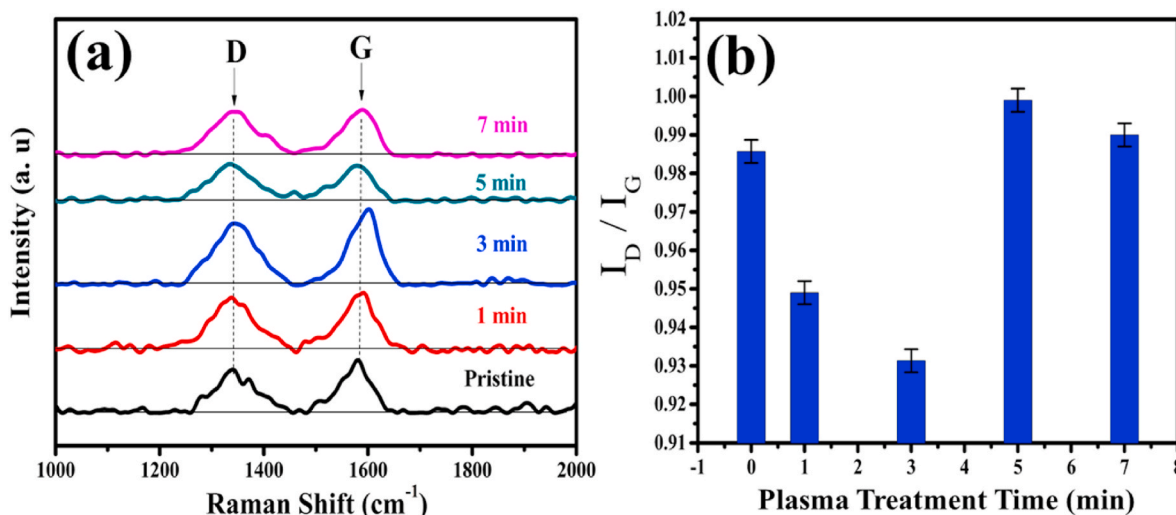 (a)
D
G
7 min
5 min
3 min
1 min
Pristine
Intensity (a. u)
1000 1200 1400 1600 1800 2000
Raman Shift (cm⁻¹)
(b)
1.02
1.01
1.00
0.99
0.98
0.97
0.96
0.95
0.94
0.93
0.92
0.91
I_D / I_G
-1 0 1 2 3 4 5 6 7 8
Plasma Treatment Time (min)